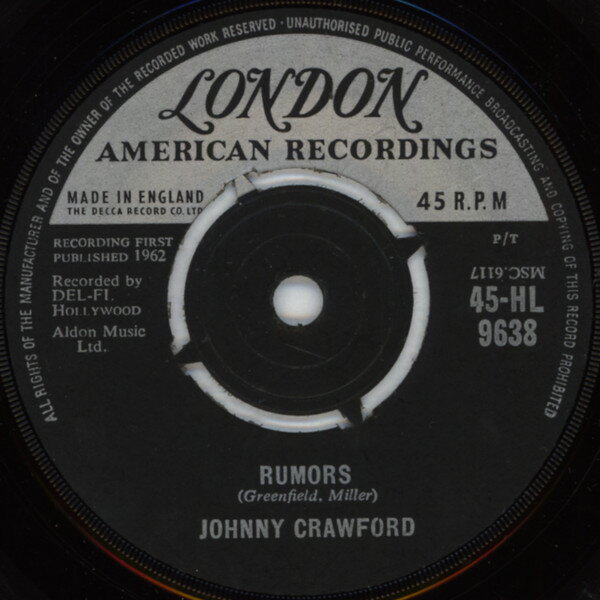 ALL RIGHTS OF THE MANUFACTURER AND OF THE OWNER OF THE RECORDED WORK RESERVED · UNAUTHORISED PUBLIC PERFORMANCE BROADCASTING AND COPYING OF THIS RECORD PROHIBITED
LONDON
AMERICAN RECORDINGS
MADE IN ENGLAND
THE DECCA RECORD CO. LTD
45 R.P.M
RECORDING FIRST
PUBLISHED 1962
P/T
Recorded by
DEL-FI.
HOLLYWOOD
Aldon Music
Ltd.
MSC.6117
45-HL
9638
RUMORS
(Greenfield. Miller)
JOHNNY CRAWFORD